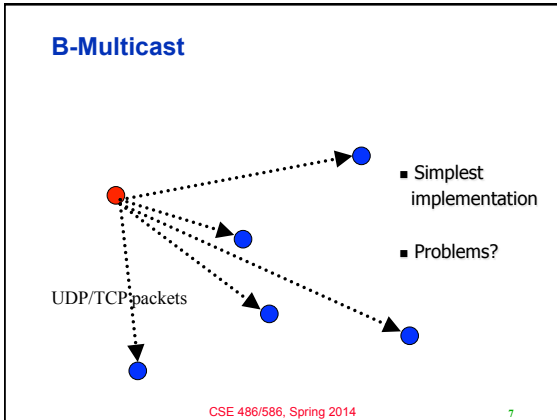 B-Multicast
▪ Simplest
implementation
▪ Problems?
UDP/TCP packets
CSE 486/586, Spring 2014
7